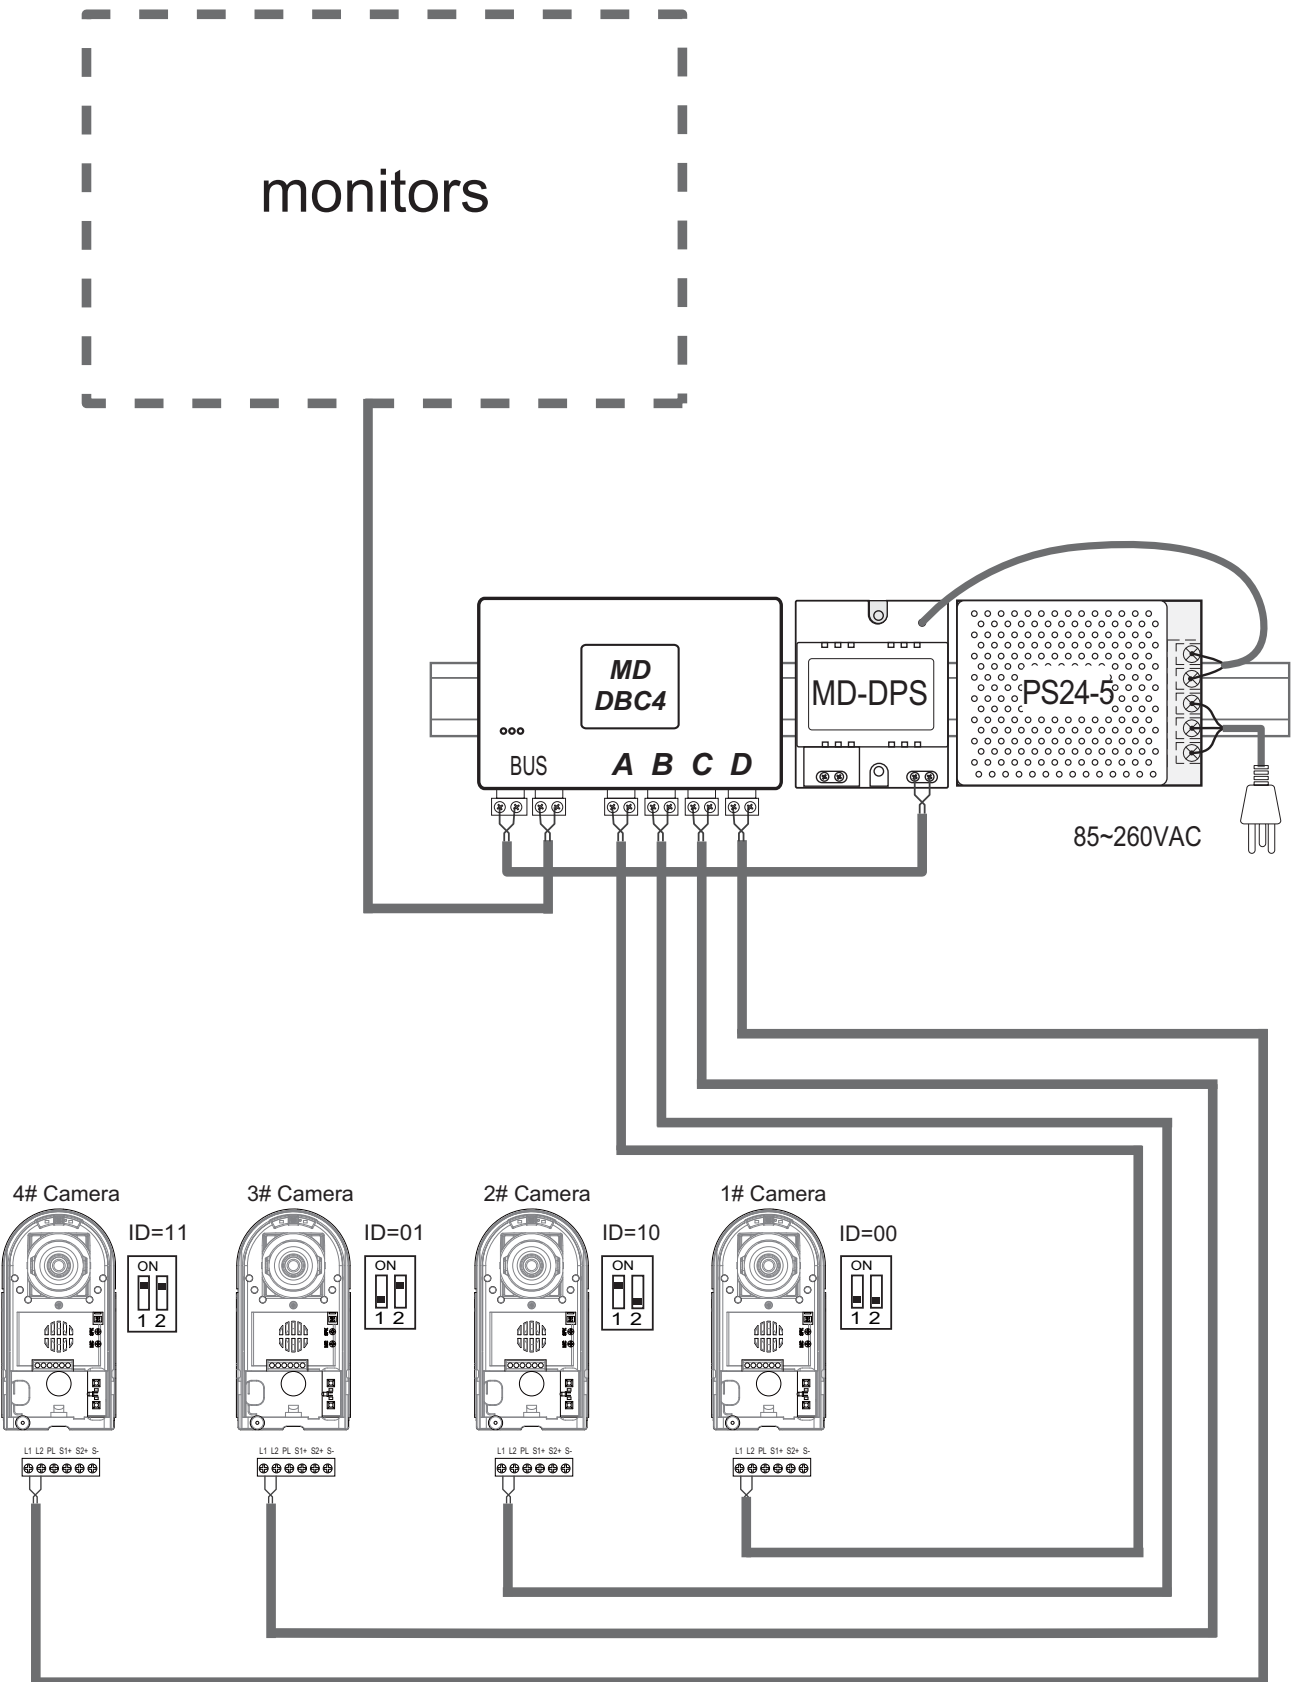 monitors
MD
DBC4
MD-DPS
PS24-5
BUS
A B C D
85~260VAC
4# Camera
3# Camera
2# Camera
1# Camera
ID=11
ID=01
ID=10
ID=00
ON
ON
ON
ON
1 2
1 2
1 2
1 2
L1 L2 PL S1+ S2+ S-
L1 L2 PL S1+ S2+ S-
L1 L2 PL S1+ S2+ S-
L1 L2 PL S1+ S2+ S-